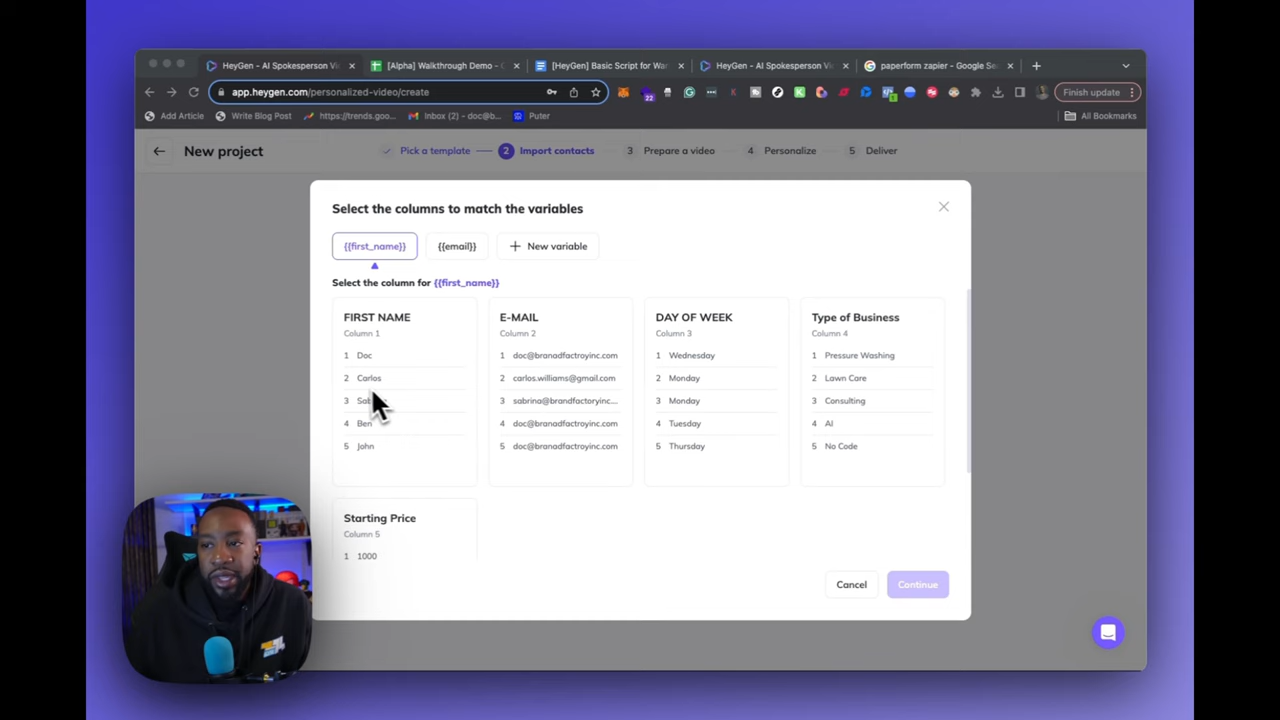 HeyGen - AI Spokesperson Vi
[Alpha] Walkthrough Demo -
[HeyGen] Basic Script for Wa
HeyGen - AI Spokesperson Vi
paperform zapier - Google Se
app.heygen.com/personalized-video/create
22
Finish update
Add Article
Write Blog Post
https://trends.goo...
Inbox (2) - doc@b...
Puter
All Bookmarks
New project
Pick a template
2 Import contacts
3 Prepare a video
4 Personalize
5 Deliver
Select the columns to match the variables
{{first_name}}
{{email}}
+ New variable
Select the column for {{first_name}}
FIRST NAME
Column 1
1 Doc
2 Carlos
3
4 Ben
5 John
E-MAIL
Column 2
1 doc@branadfactroyinc.com
2 carlos.williams@gmail.com
3 sabrina@brandfactoryinc....
4 doc@branadfactroyinc.com
5 doc@branadfactroyinc.com
DAY OF WEEK
Column 3
1 Wednesday
2 Monday
3 Monday
4 Tuesday
5 Thursday
Type of Business
Column 4
1 Pressure Washing
2 Lawn Care
3 Consulting
4 AI
5 No Code
Starting Price
Column 5
1 1000
Cancel
Continue